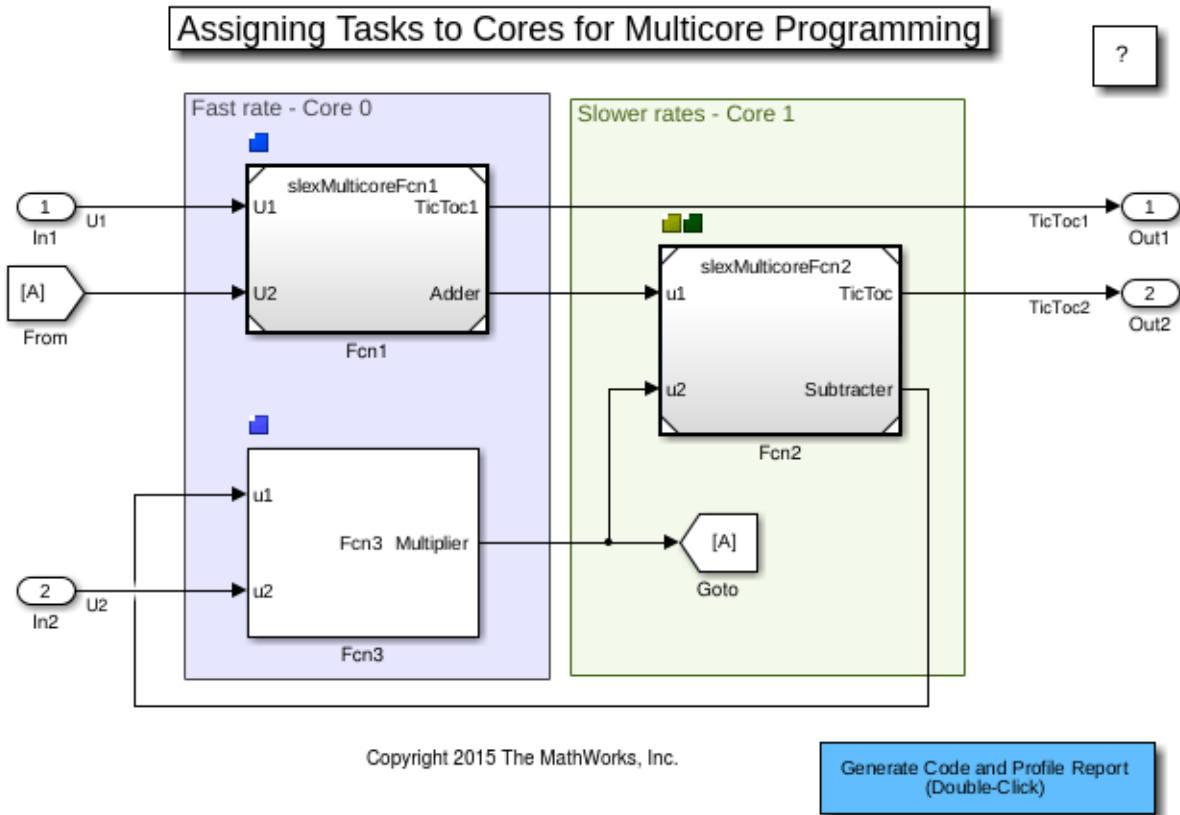 Assigning Tasks to Cores for Multicore Programming
?
Fast rate - Core 0
Slower rates - Core 1
slexMulticoreFcn1
U1
TicToc1
U2
Adder
Fcn1
1
U1
In1
[A]
From
slexMulticoreFcn2
u1
TicToc
u2
Subtracter
Fcn2
TicToc1
1
Out1
TicToc2
2
Out2
u1
Fcn3 Multiplier
u2
Fcn3
[A]
Goto
2
U2
In2
Copyright 2015 The MathWorks, Inc.
Generate Code and Profile Report
(Double-Click)